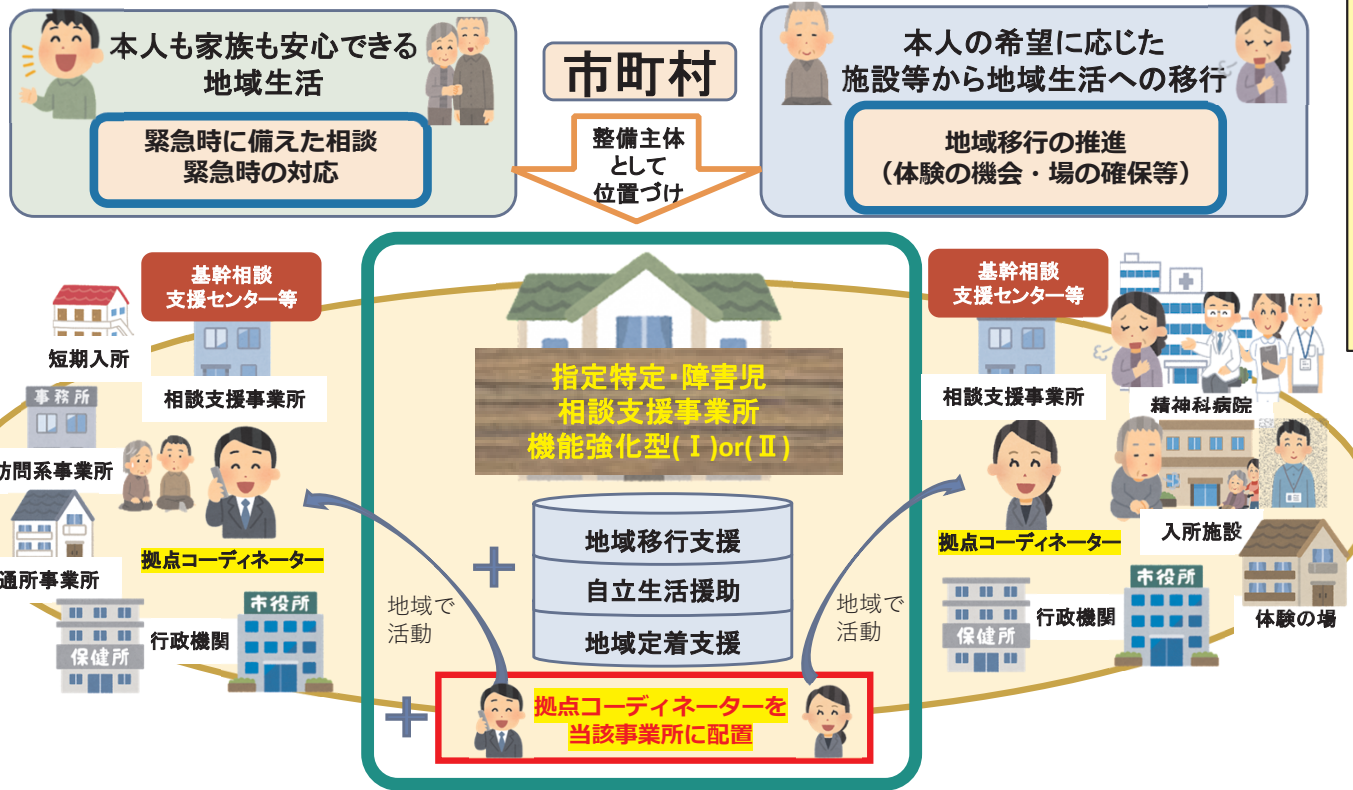 本人も家族も安心できる
地域生活
緊急時に備えた相談
緊急時の対応
市町村
整備主体
として
位置づけ
本人の希望に応じた
施設等から地域生活への移行
地域移行の推進
（体験の機会・場の確保等）
基幹相談
支援センター等
短期入所
相談支援事業所
事務所
訪問系事業所
通所事業所
拠点コーディネーター
保健所
行政機関
市役所
地域で
活動
指定特定・障害児
相談支援事業所
機能強化型(Ⅰ)or(Ⅱ)
地域移行支援
自立生活援助
地域定着支援
拠点コーディネーターを
当該事業所に配置
地域で
活動
基幹相談
支援センター等
相談支援事業所
精神科病院
拠点コーディネーター
入所施設
保健所
行政機関
市役所
体験の場